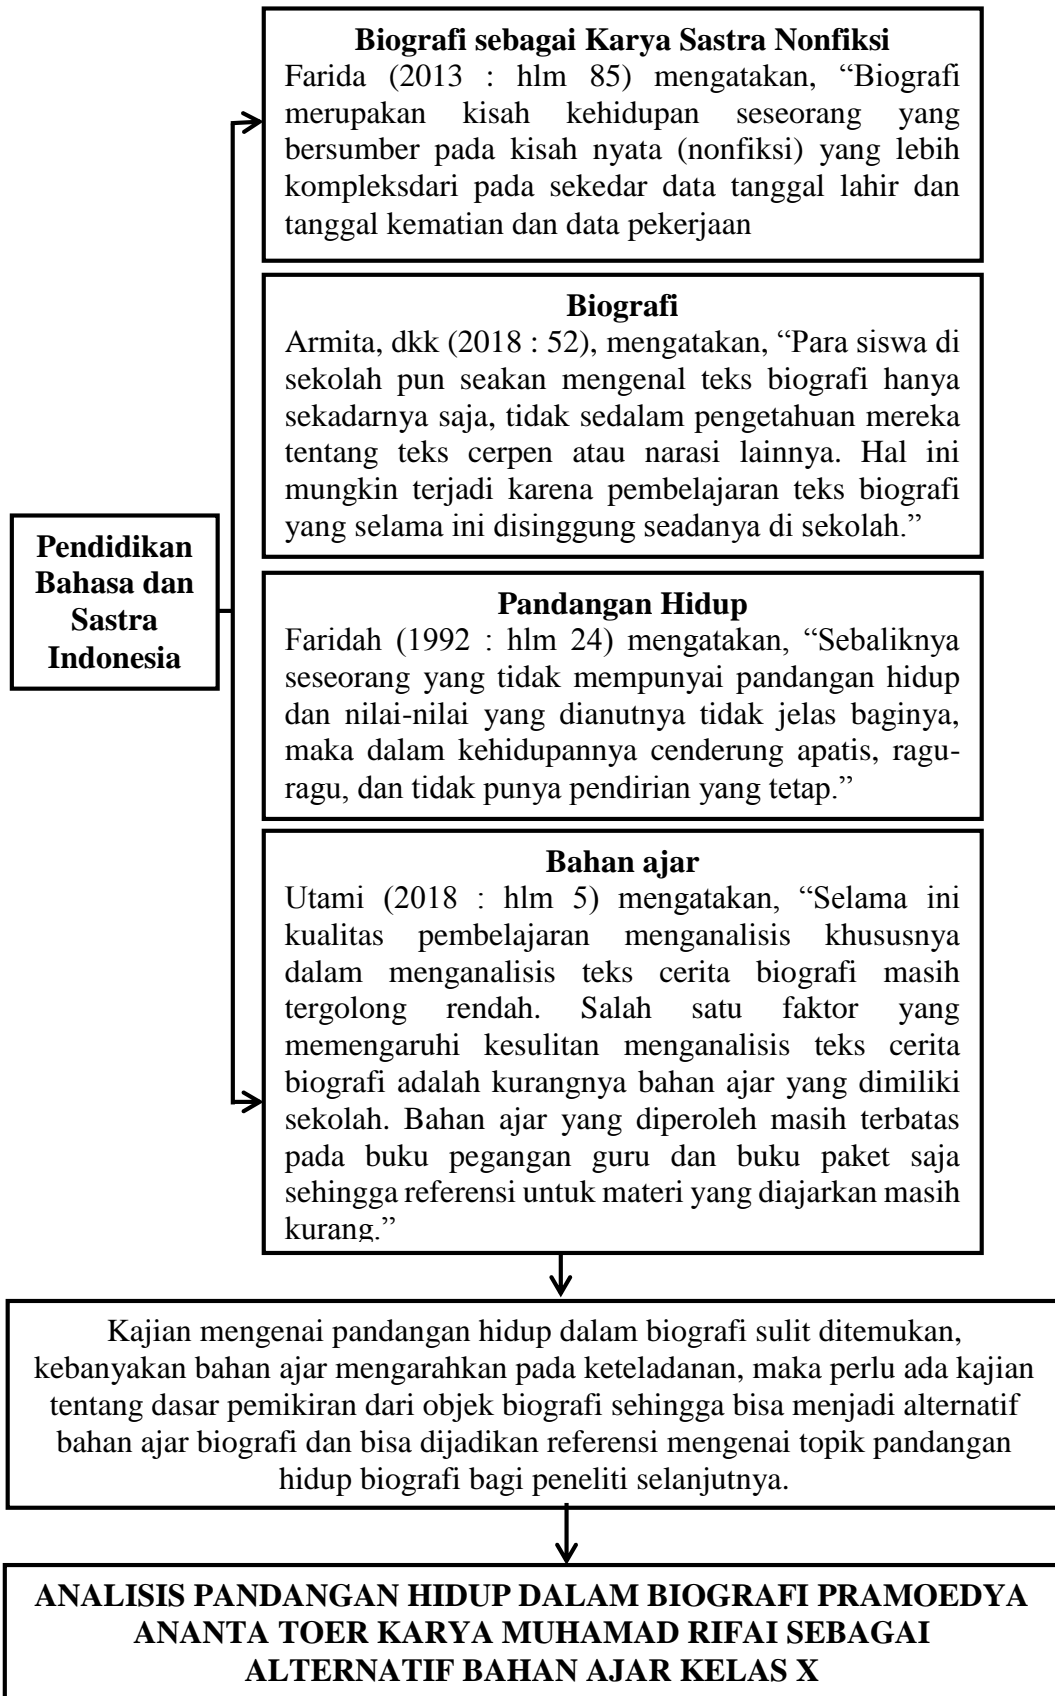 Biografi sebagai Karya Sastra Nonfiksi
Farida (2013 : hlm 85) mengatakan, “Biografi
merupakan kisah kehidupan seseorang yang
bersumber pada kisah nyata (nonfiksi) yang lebih
kompleksdari pada sekedar data tanggal lahir dan
tanggal kematian dan data pekerjaan
Biografi
Armita, dkk (2018 : 52), mengatakan, “Para siswa di
sekolah pun seakan mengenal teks biografi hanya
sekadarnya saja, tidak sedalam pengetahuan mereka
tentang teks cerpen atau narasi lainnya. Hal ini
mungkin terjadi karena pembelajaran teks biografi
yang selama ini disinggung seadanya di sekolah.”
Pendidikan
Bahasa dan
Sastra
Indonesia
Pandangan Hidup
Faridah (1992 : hlm 24) mengatakan, “Sebaliknya
seseorang yang tidak mempunyai pandangan hidup
dan nilai-nilai yang dianutnya tidak jelas baginya,
maka dalam kehidupannya cenderung apatis, ragu-
ragu, dan tidak punya pendirian yang tetap.”
Bahan ajar
Utami (2018 : hlm 5) mengatakan, “Selama ini
kualitas pembelajaran menganalisis khususnya
dalam menganalisis teks cerita biografi masih
tergolong rendah. Salah satu faktor yang
memengaruhi kesulitan menganalisis teks cerita
biografi adalah kurangnya bahan ajar yang dimiliki
sekolah. Bahan ajar yang diperoleh masih terbatas
pada buku pegangan guru dan buku paket saja
sehingga referensi untuk materi yang diajarkan masih
kurang.”
Kajian mengenai pandangan hidup dalam biografi sulit ditemukan,
kebanyakan bahan ajar mengarahkan pada keteladanan, maka perlu ada kajian
tentang dasar pemikiran dari objek biografi sehingga bisa menjadi alternatif
bahan ajar biografi dan bisa dijadikan referensi mengenai topik pandangan
hidup biografi bagi peneliti selanjutnya.
ANALISIS PANDANGAN HIDUP DALAM BIOGRAFI PRAMOEDYA
ANANTA TOER KARYA MUHAMAD RIFAI SEBAGAI
ALTERNATIF BAHAN AJAR KELAS X